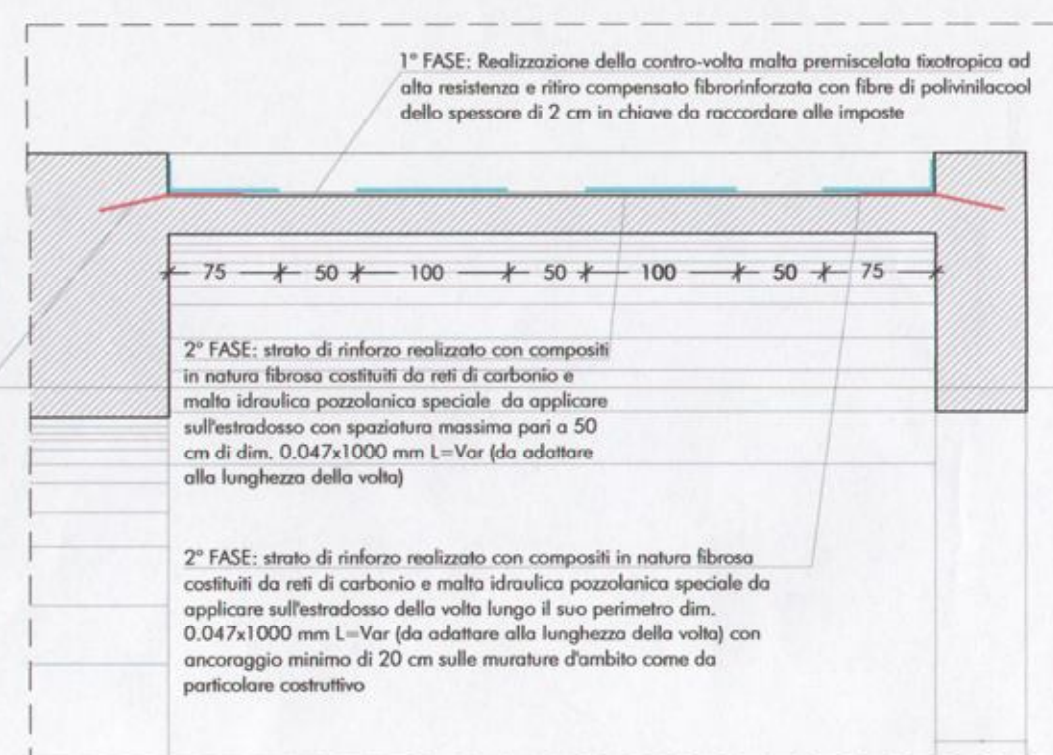 1° FASE: Realizzazione della contro-volta malta premiscelata tixotropica ad
alta resistenza e ritiro compensato fibrorinforzata con fibre di polivinilacool
dello spessore di 2 cm in chiave da raccordare alle imposte
75 50 100 50 100 50 75
2° FASE: strato di rinforzo realizzato con compositi
in natura fibrosa costituiti da reti di carbonio e
malta idraulica pozzolanica speciale da applicare
sull'estradosso con spaziatura massima pari a 50
cm di dim. 0.047x1000 mm L=Var (da adattare
alla lunghezza della volta)
2° FASE: strato di rinforzo realizzato con compositi in natura fibrosa
costituiti da reti di carbonio e malta idraulica pozzolanica speciale da
applicare sull'estradosso della volta lungo il suo perimetro dim.
0.047x1000 mm L=Var (da adattare alla lunghezza della volta) con
ancoraggio minimo di 20 cm sulle murature d'ambito come da
particolare costruttivo